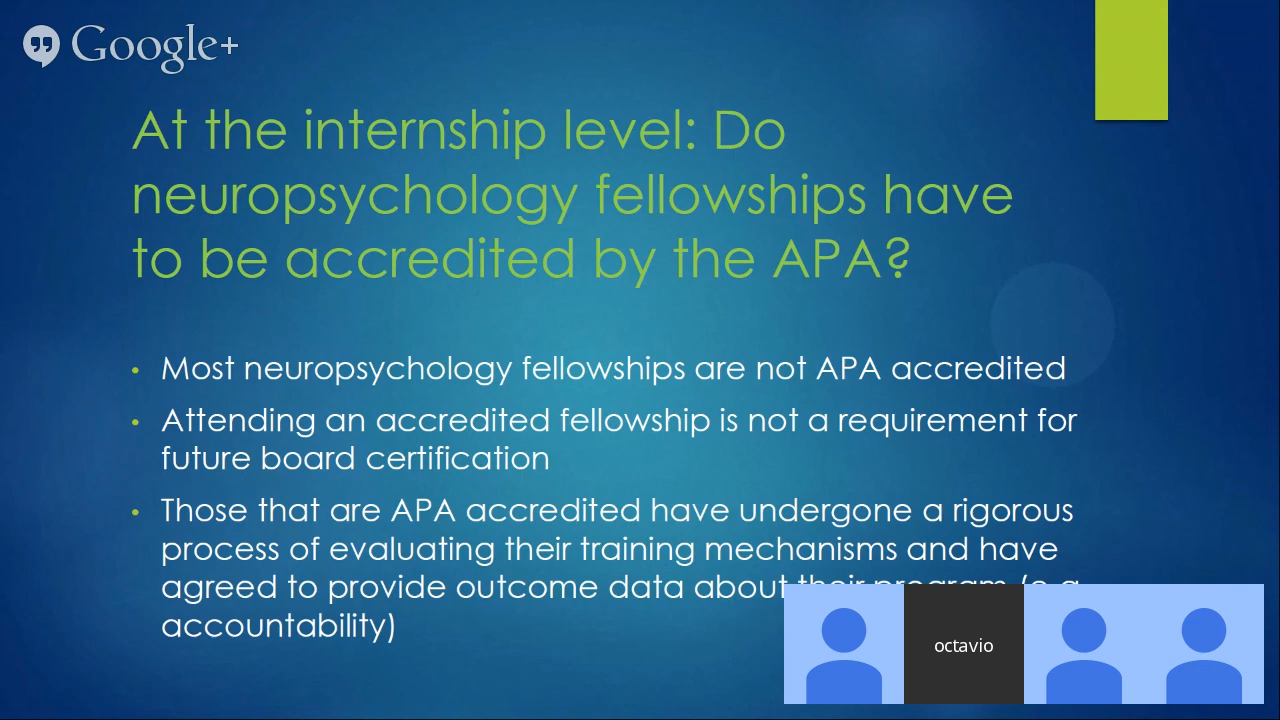 Google+
At the internship level: Do
neuropsychology fellowships have
to be accredited by the APA?
• Most neuropsychology fellowships are not APA accredited
• Attending an accredited fellowship is not a requirement for
future board certification
• Those that are APA accredited have undergone a rigorous
process of evaluating their training mechanisms and have
agreed to provide outcome data about their program
accountability)
octavio